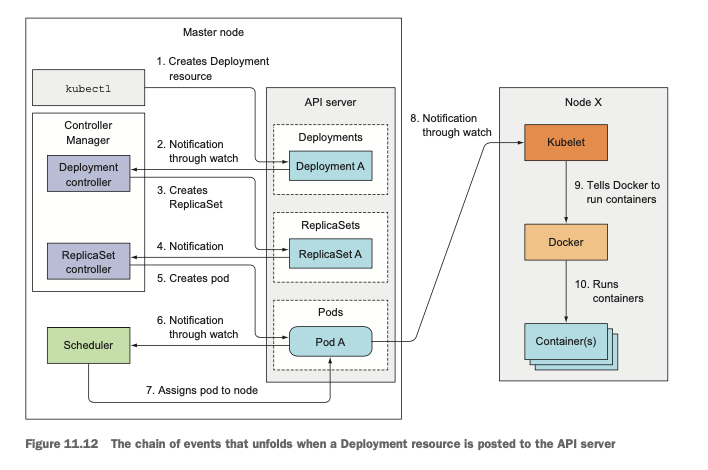 Master node
1. Creates Deployment
resource
kubectl
API server
Controller
Manager
Deployments
2. Notification
through watch
Deployment
controller
Deployment A
3. Creates
ReplicaSet
ReplicaSets
4. Notification
ReplicaSet
controller
ReplicaSet A
5. Creates pod
Pods
6. Notification
through watch
Scheduler
Pod A
7. Assigns pod to node
8. Notification
through watch
Node X
Kubelet
9. Tells Docker to
run containers
Docker
10. Runs
containers
Container(s)
Figure 11.12 The chain of events that unfolds when a Deployment resource is posted to the API server